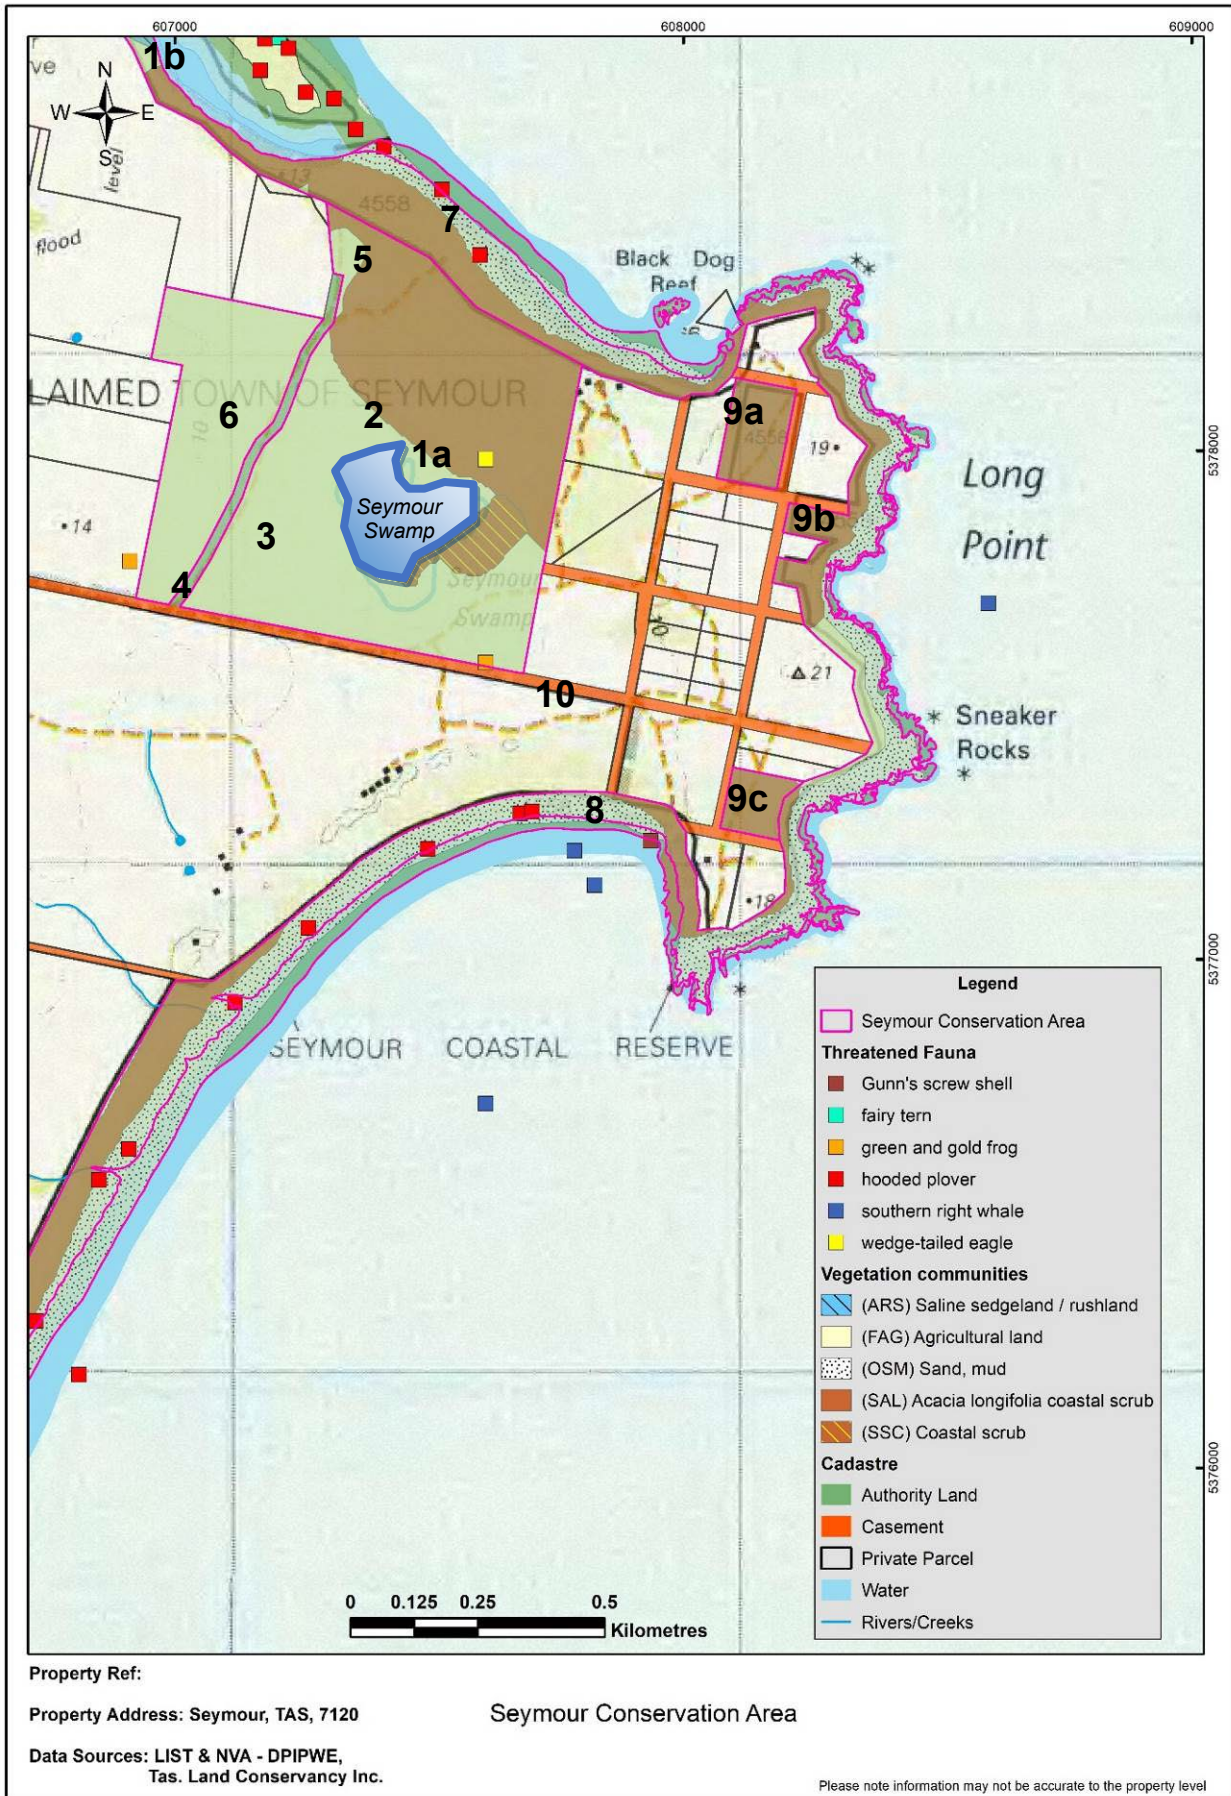 607000 608000 609000
1b
ve
N
W E
S
level
flood
13
4558
7
5
Black Dog
Reef
LAIMED TOWN OF SEYMOUR
6
10
2
1a
9a
4558
19
5378000
Seymour
Swamp
Long
Point
14
3
9b
4
Seymour
Swamp
10
21
10
Sneaker
Rocks
9c
8
18
5377000
SEYMOUR COASTAL RESERVE
Legend
Seymour Conservation Area
Threatened Fauna
Gunn's screw shell
fairy tern
green and gold frog
hooded plover
southern right whale
wedge-tailed eagle
Vegetation communities
(ARS) Saline sedgeland / rushland
(FAG) Agricultural land
(OSM) Sand, mud
(SAL) Acacia longifolia coastal scrub
(SSC) Coastal scrub
Cadastre
Authority Land
Casement
Private Parcel
Water
Rivers/Creeks
5376000
0 0.125 0.25 0.5
Kilometres
Property Ref:
Property Address: Seymour, TAS, 7120
Seymour Conservation Area
Data Sources: LIST & NVA - DPIPWE,
Tas. Land Conservancy Inc.
Please note information may not be accurate to the property level